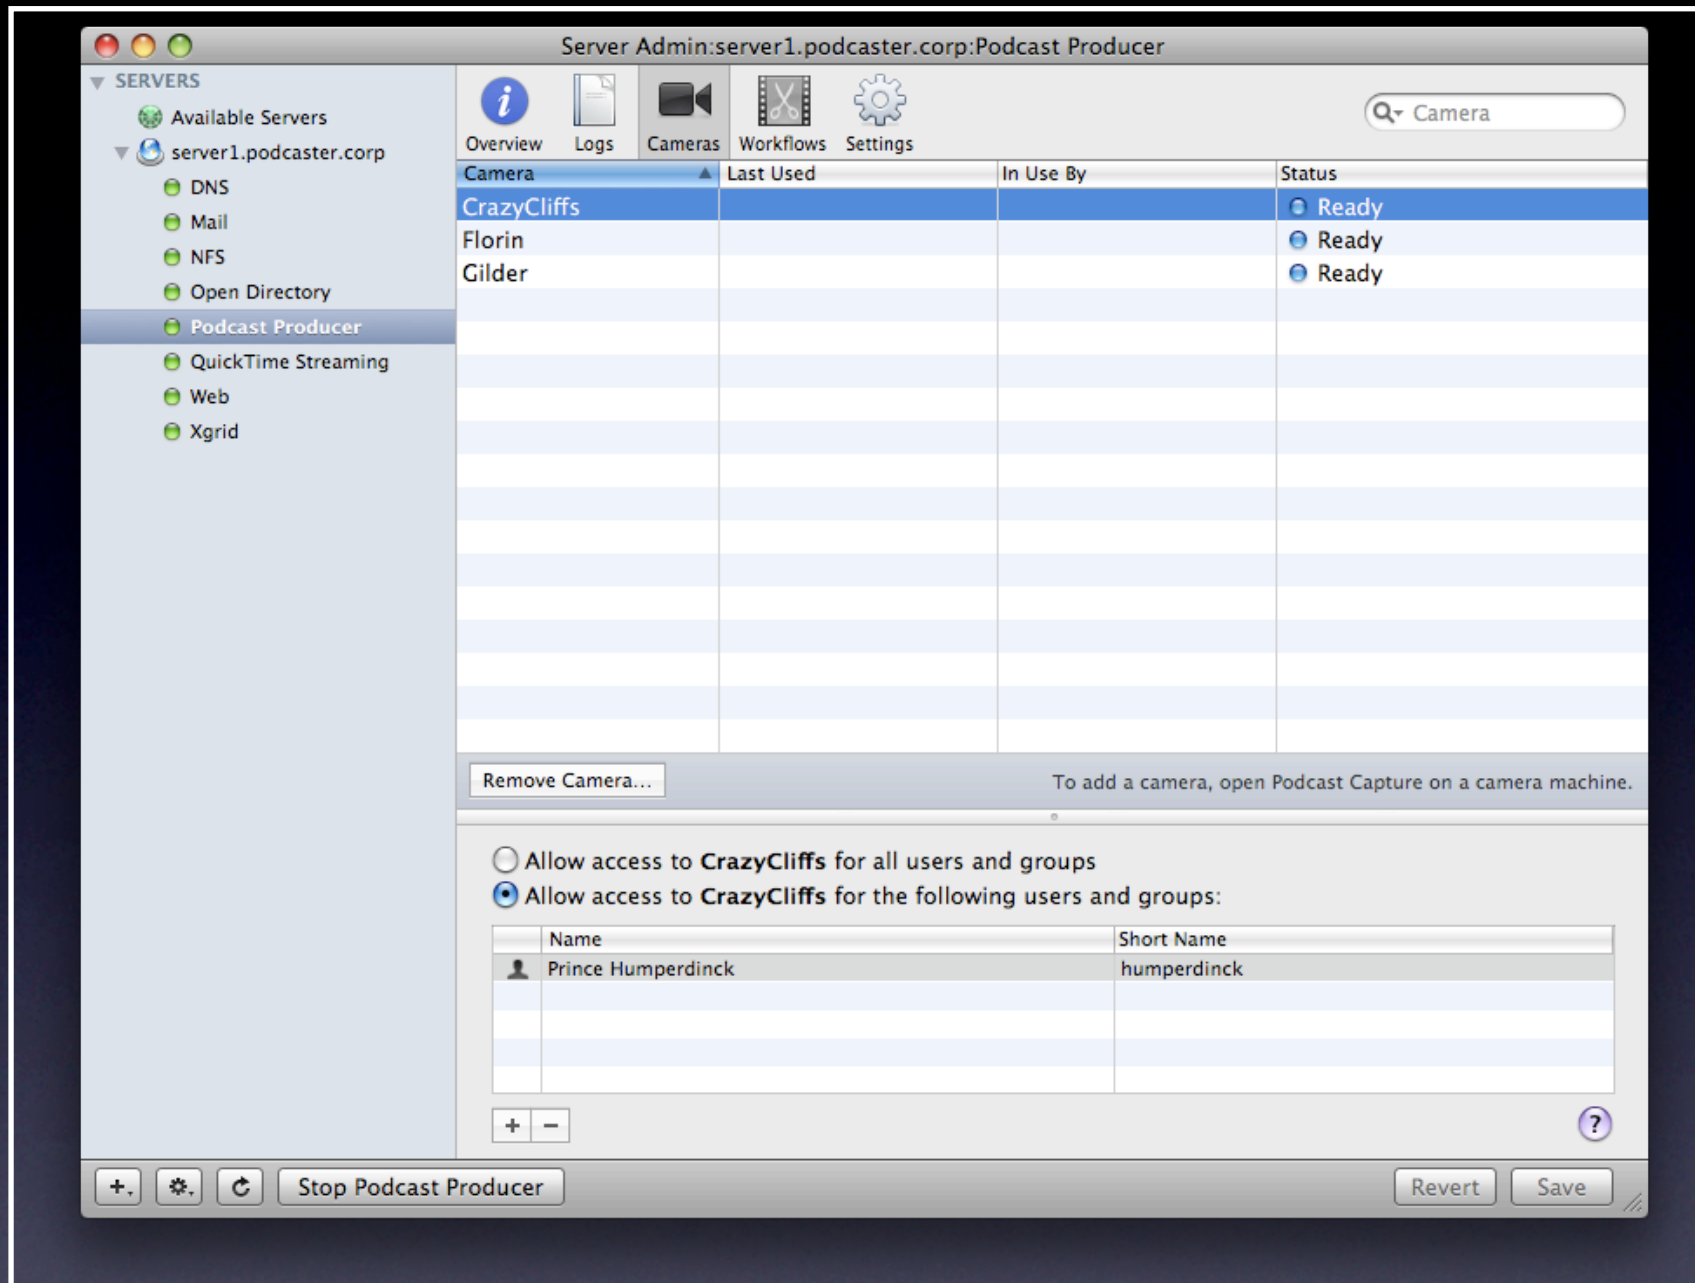 Server Admin:server1.podcaster.corp:Podcast Producer
SERVERS
Available Servers
server1.podcaster.corp
DNS
Mail
NFS
Open Directory
Podcast Producer
QuickTime Streaming
Web
Xgrid
Overview Logs Cameras Workflows Settings
Camera
Camera Last Used In Use By Status
CrazyCliffs Ready
Florin Ready
Gilder Ready
Remove Camera... To add a camera, open Podcast Capture on a camera machine.
Allow access to CrazyCliffs for all users and groups
Allow access to CrazyCliffs for the following users and groups:
Name Short Name
Prince Humperdinck humperdinck
+ − ?
Stop Podcast Producer Revert Save